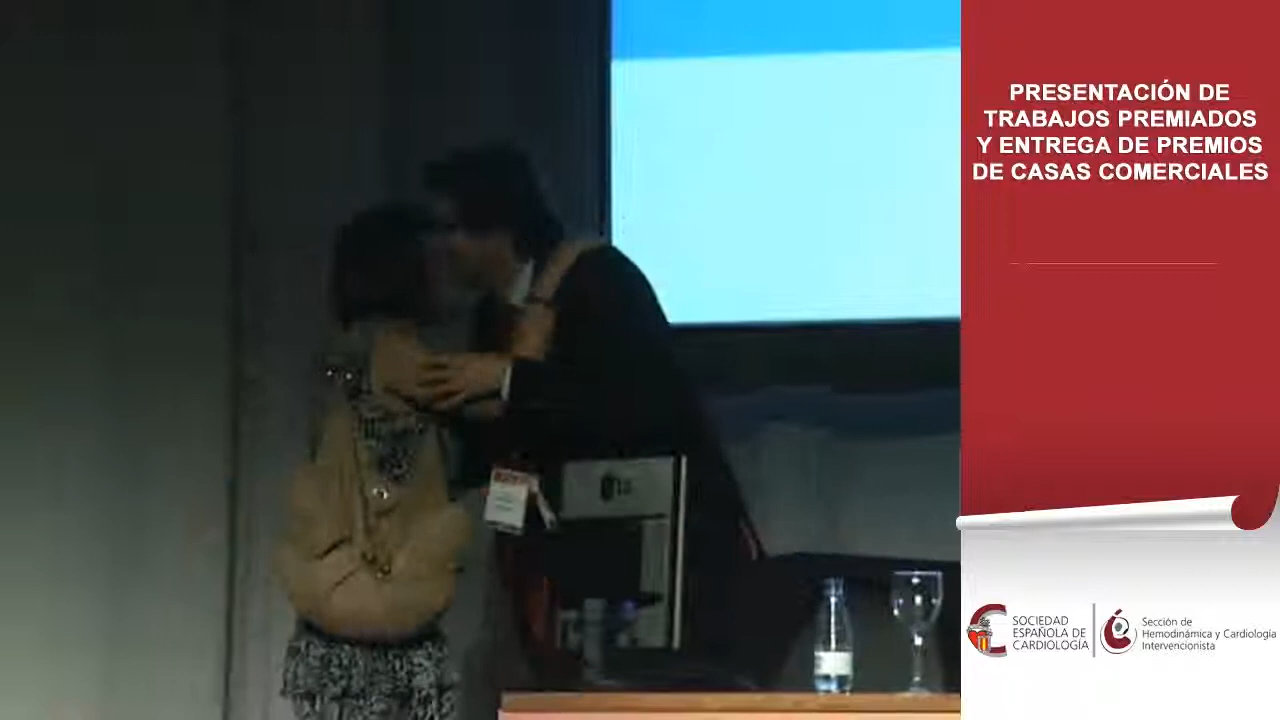 PRESENTACIÓN DE
TRABAJOS PREMIADOS
Y ENTREGA DE PREMIOS
DE CASAS COMERCIALES
SOCIEDAD
ESPAÑOLA DE
CARDIOLOGÍA
Sección de
Hemodinámica y Cardiología
Intervencionista